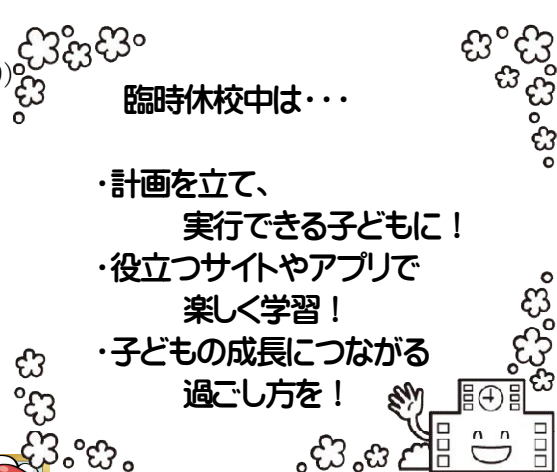 臨時休校中は・・・
・計画を立て、
実行できる子どもに！
・役立つサイトやアプリで
楽しく学習！
・子どもの成長につながる
過ごし方を！